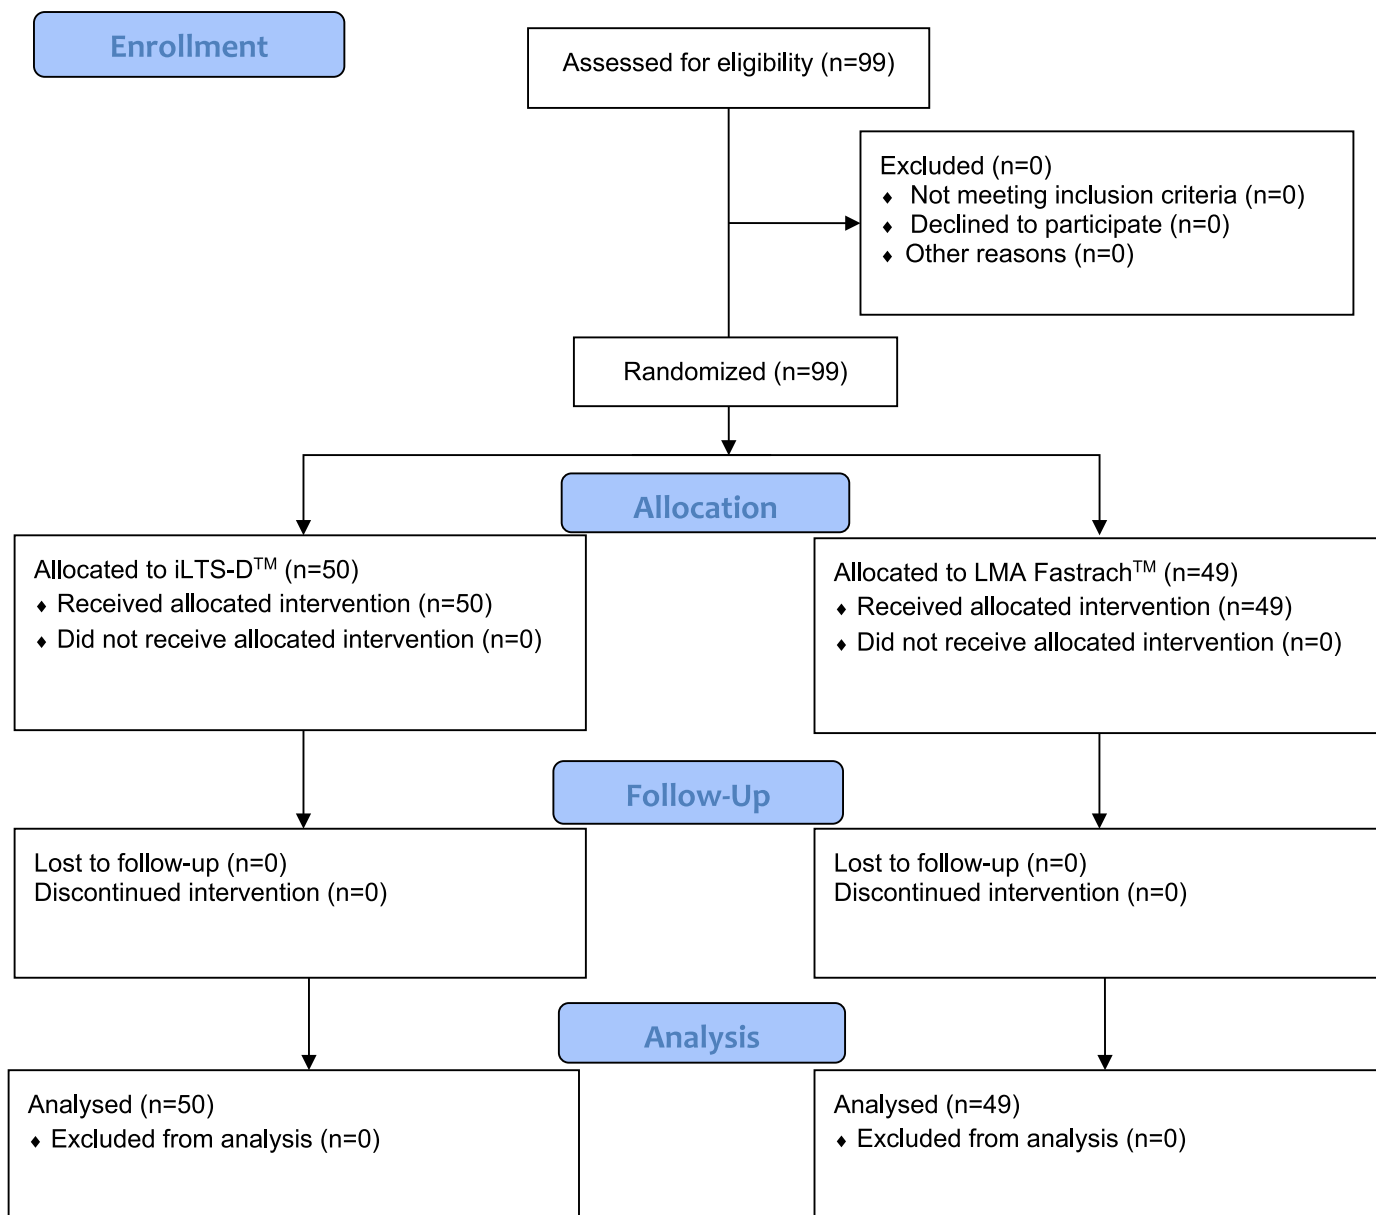 Enrollment
Assessed for eligibility (n=99)
Excluded (n=0)
♦ Not meeting inclusion criteria (n=0)
♦ Declined to participate (n=0)
♦ Other reasons (n=0)
Randomized (n=99)
Allocation
Allocated to iLTS-D™ (n=50)
♦ Received allocated intervention (n=50)
♦ Did not receive allocated intervention (n=0)
Allocated to LMA Fastrach™ (n=49)
♦ Received allocated intervention (n=49)
♦ Did not receive allocated intervention (n=0)
Follow-Up
Lost to follow-up (n=0)
Discontinued intervention (n=0)
Lost to follow-up (n=0)
Discontinued intervention (n=0)
Analysis
Analysed (n=50)
♦ Excluded from analysis (n=0)
Analysed (n=49)
♦ Excluded from analysis (n=0)